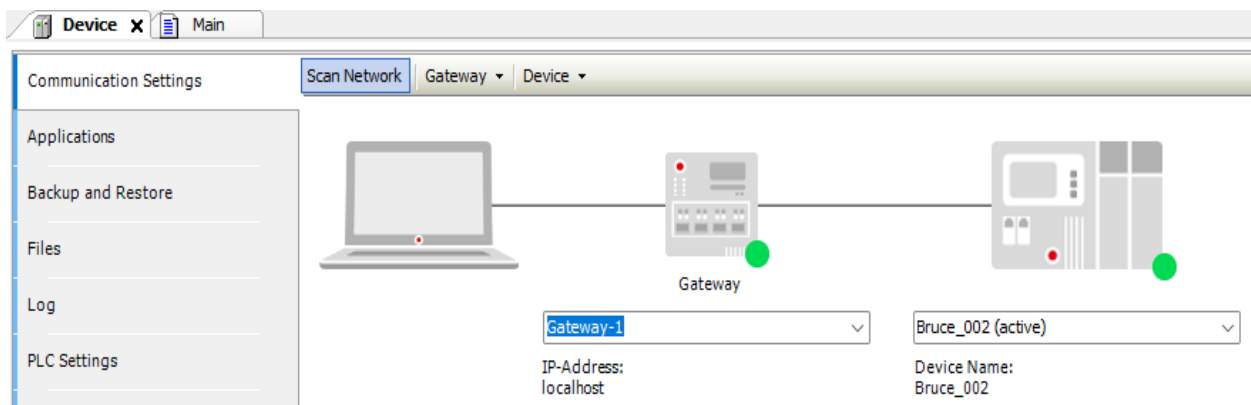 Device
Main
Communication Settings
Scan Network
Gateway
Device
Applications
Backup and Restore
Files
Log
PLC Settings
Gateway
Gateway-1
Bruce_002 (active)
IP-Address:
localhost
Device Name:
Bruce_002